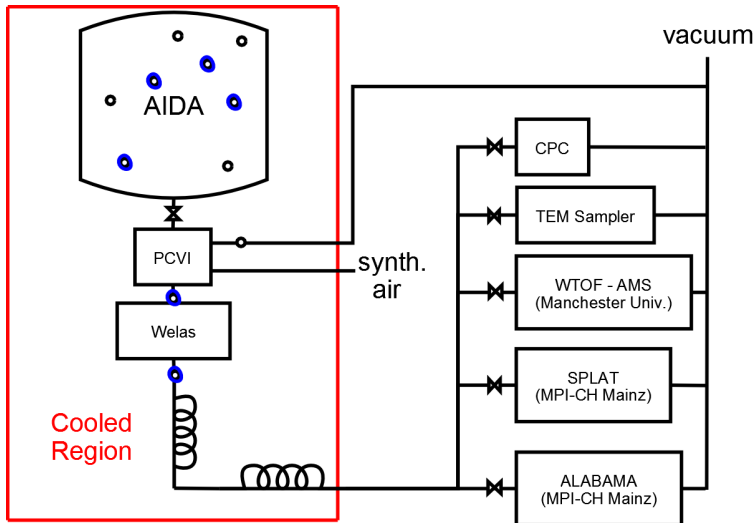 vacuum
AIDA
CPC
TEM Sampler
PCVI
synth.
air
WTOF - AMS
(Manchester Univ.)
Welas
SPLAT
(MPI-CH Mainz)
Cooled
Region
ALABAMA
(MPI-CH Mainz)